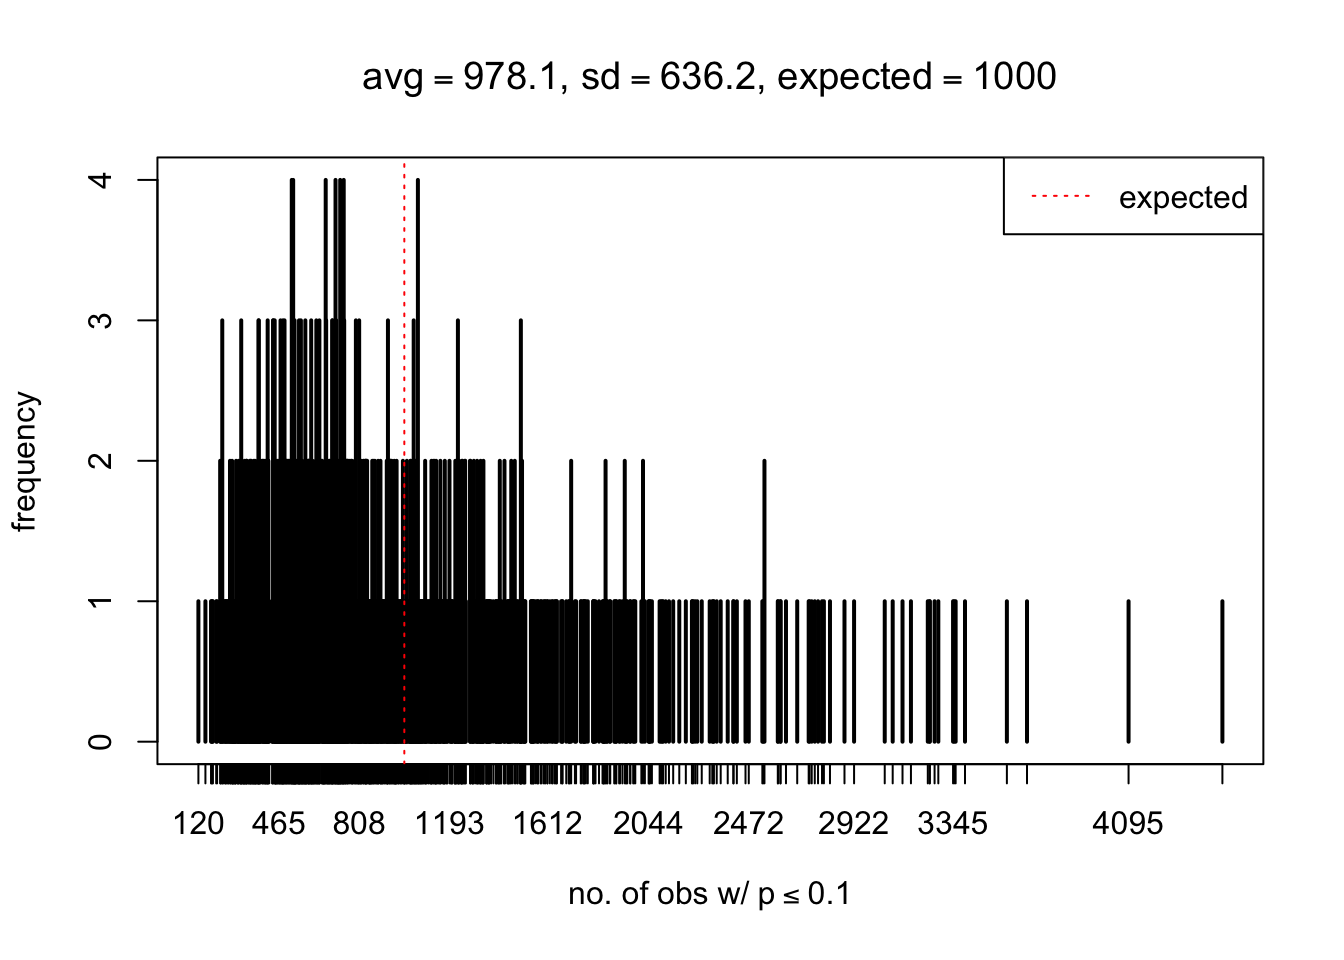 avg = 978.1, sd = 636.2, expected = 1000
expected
frequency
4
3
2
1
0
120 465 808 1193 1612 2044 2472 2922 3345 4095
no. of obs w/ p ≤ 0.1